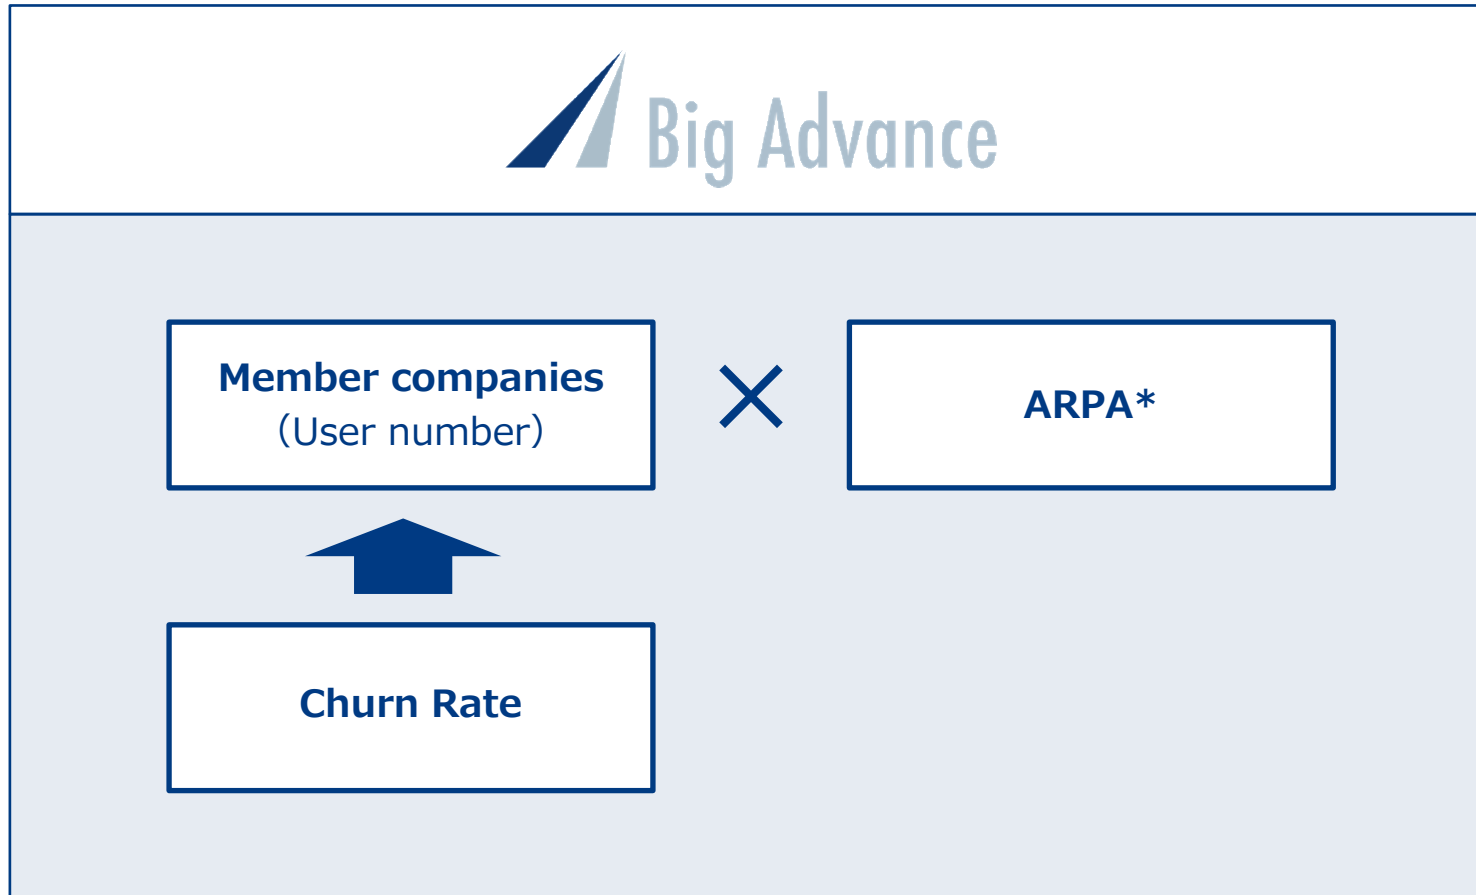 Big Advance
Member companies
（User number）
×
ARPA*
Churn Rate